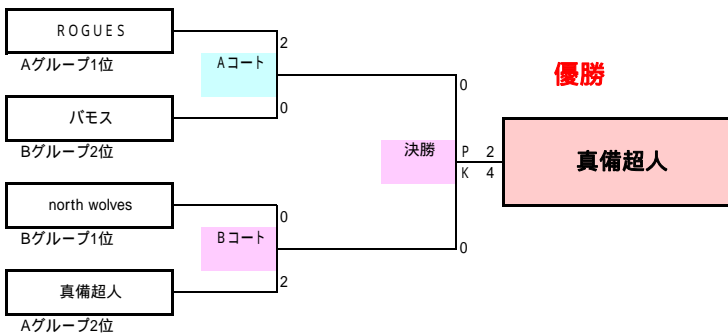 ROGUES
Aグループ1位
2
Aコート
0
バモス
Bグループ2位
0
優勝
決勝
P 2
K 4
真備超人
north wolves
Bグループ1位
0
Bコート
0
2
真備超人
Aグループ2位